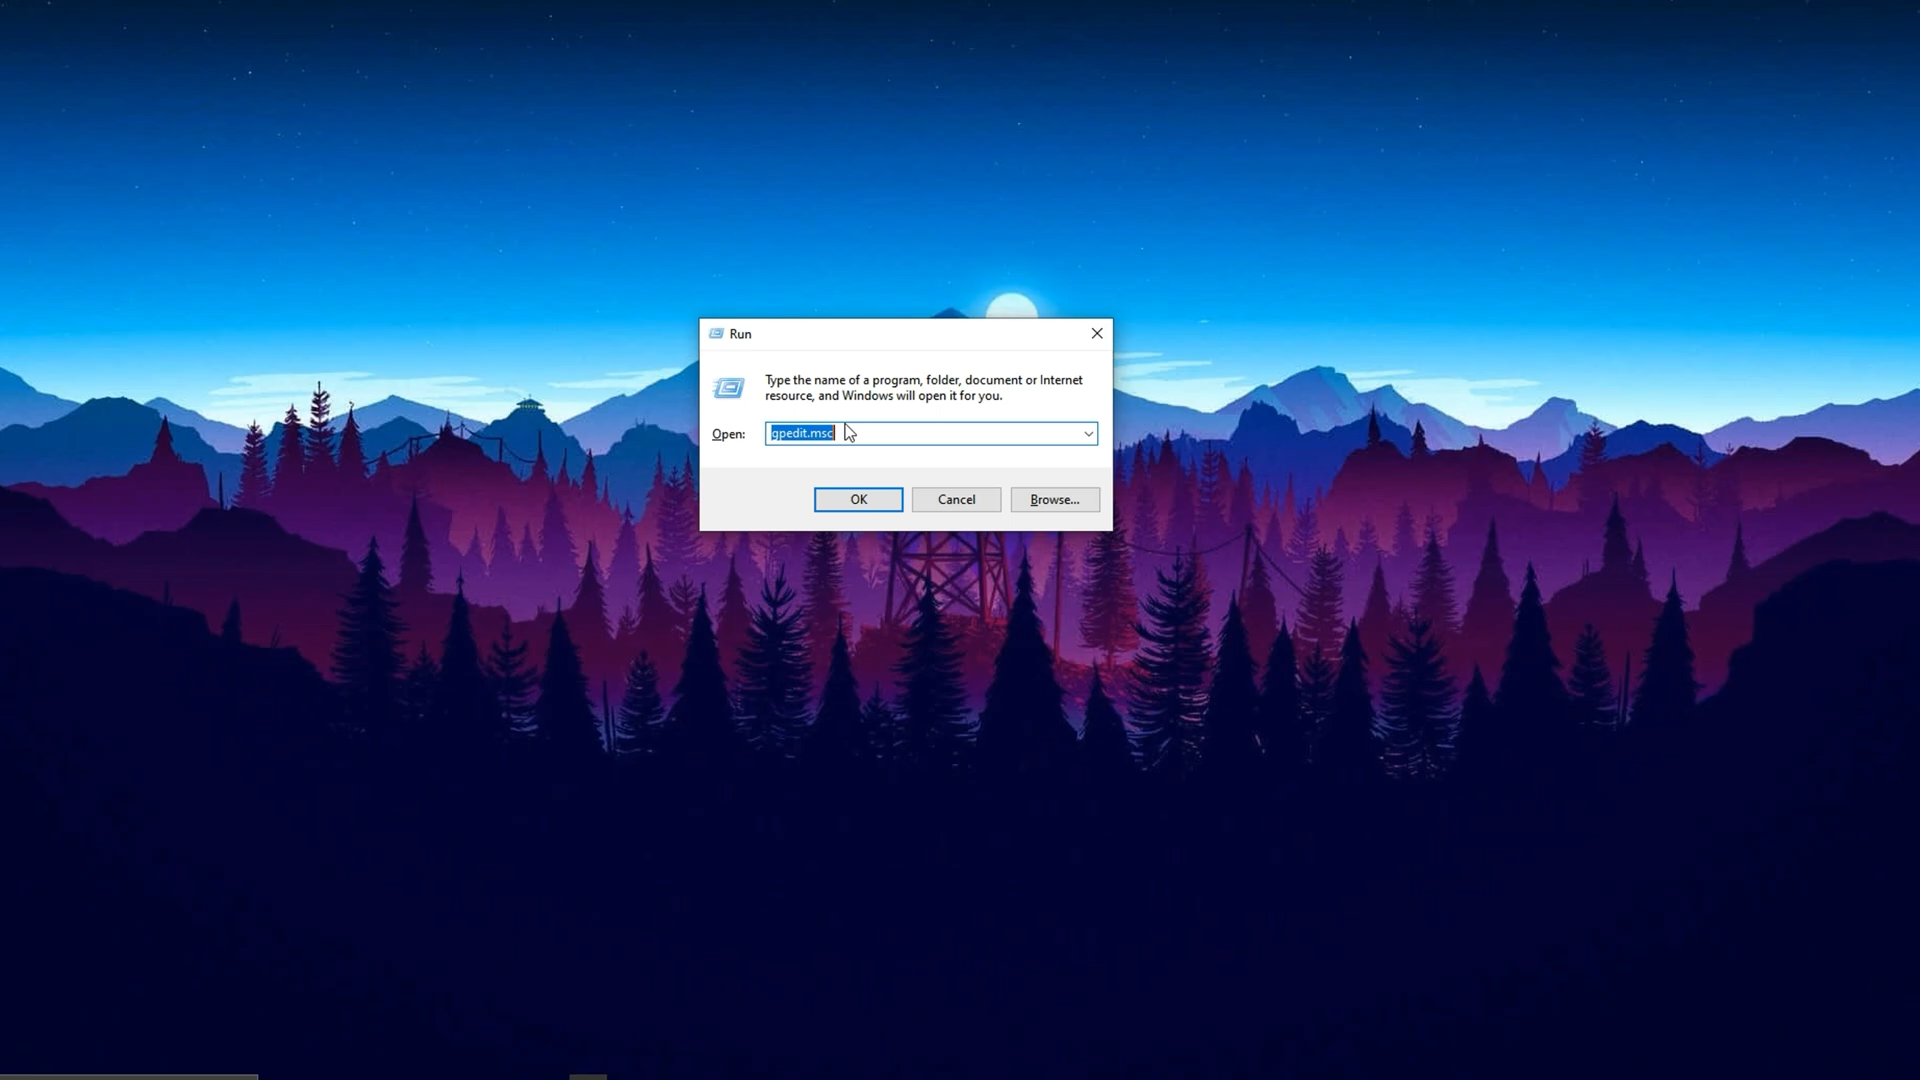 Run
Type the name of a program, folder, document or Internet
resource, and Windows will open it for you.
Open:
gpedit.msc
OK
Cancel
Browse...